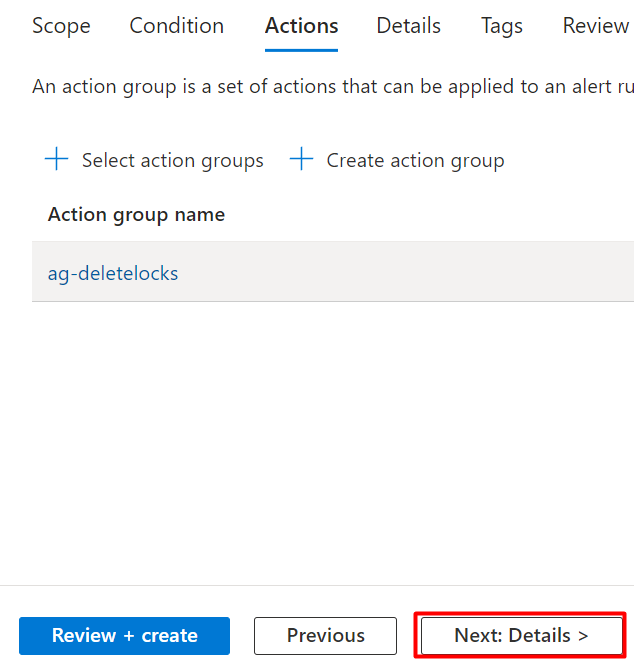 Scope Condition Actions Details Tags Review
An action group is a set of actions that can be applied to an alert ru
+ Select action groups + Create action group
Action group name
ag-deletelocks
Review + create Previous Next: Details >